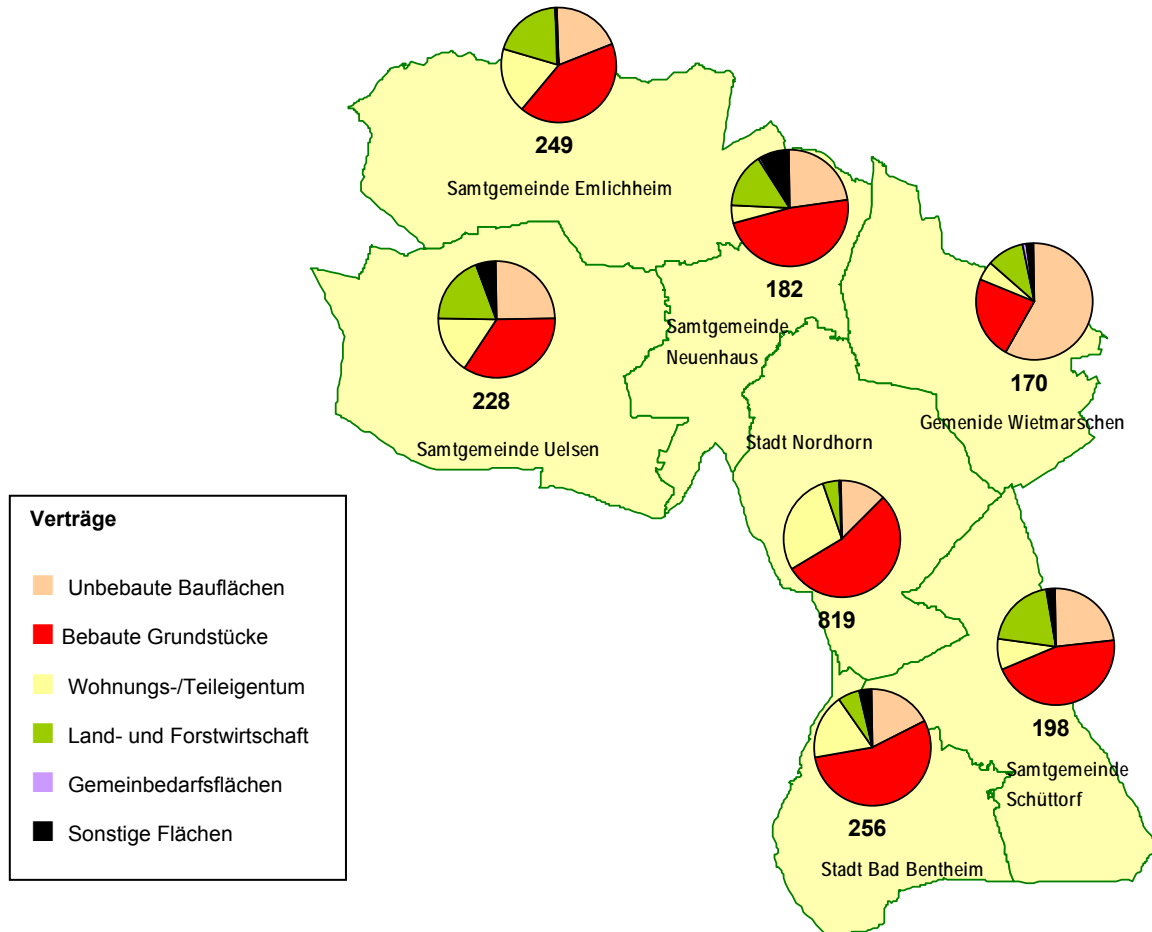 249
Samtgemeinde Emlichheim
182
Samtgemeinde
Neuenhaus
170
Gemenide Wietmarschen
228
Samtgemeinde Uelsen
Stadt Nordhorn
819
198
Samtgemeinde
Schüttorf
256
Stadt Bad Bentheim
Verträge
Unbebaute Bauflächen
Bebaute Grundstücke
Wohnungs-/Teileigentum
Land- und Forstwirtschaft
Gemeinbedarfsflächen
Sonstige Flächen